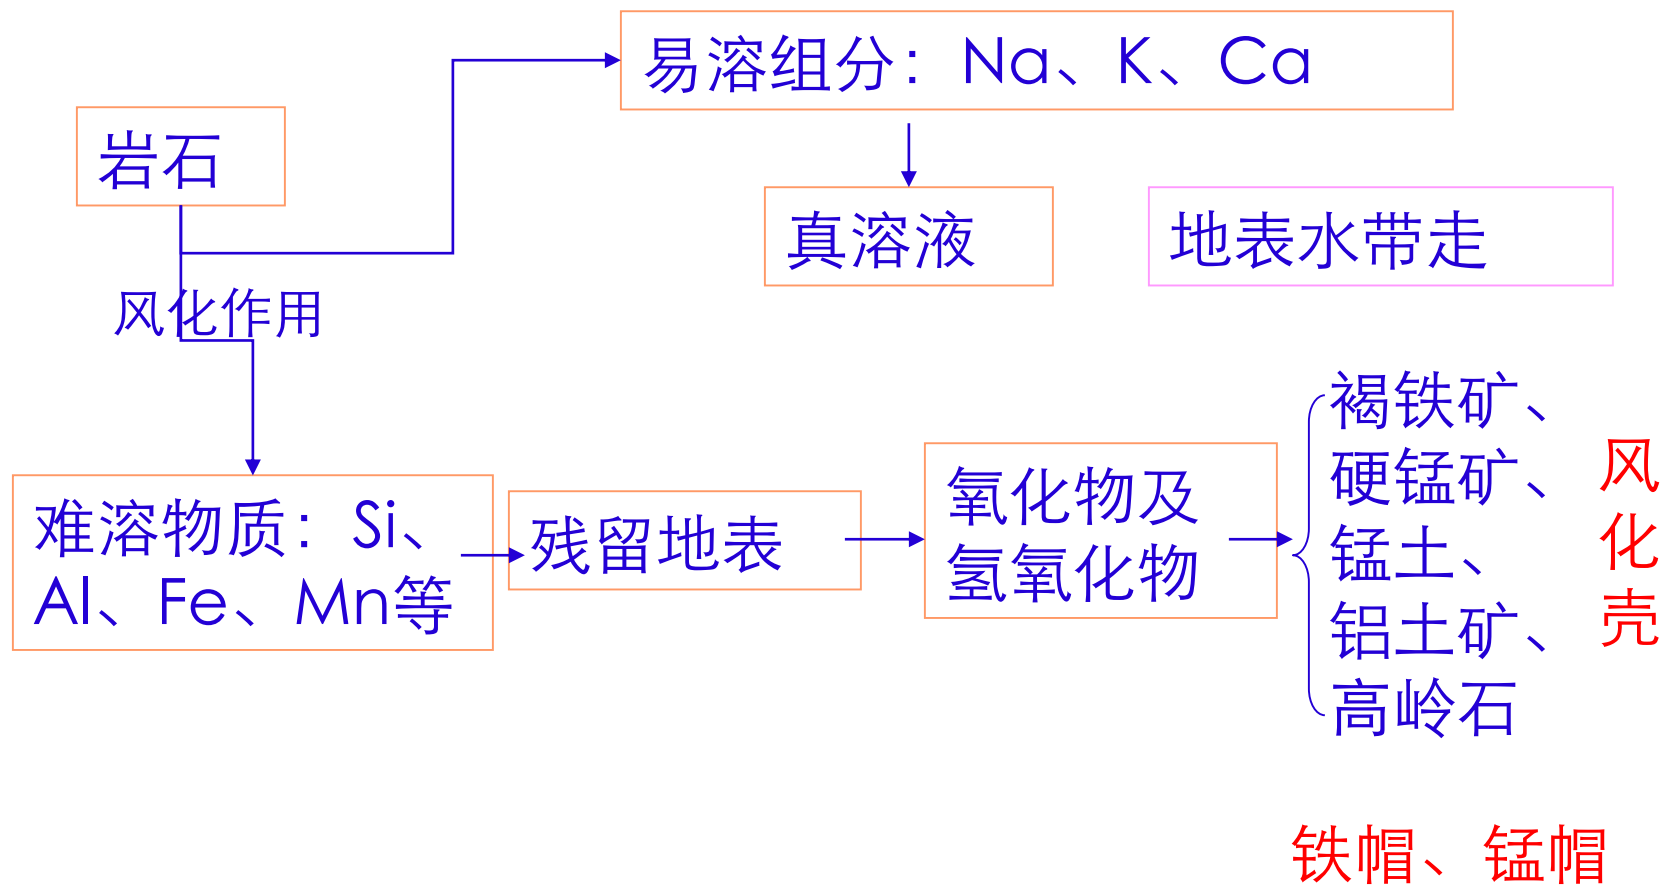 易溶组分：Na、K、Ca
岩石
真溶液
地表水带走
风化作用
难溶物质：Si、
Al、Fe、Mn等
残留地表
氧化物及
氢氧化物
褐铁矿、
硬锰矿、
锰土、
铝土矿、
高岭石
风
化
壳
铁帽、锰帽